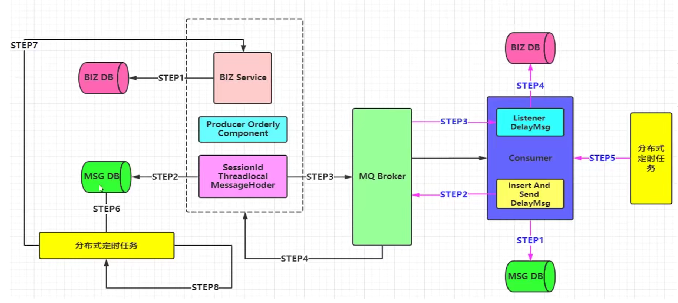 STEP7
BIZ DB
STEP1
BIZ Service
Producer Orderly
Component
MSG DB
STEP2
SessionId
Threadlocal
MessageHoder
STEP3
MQ Broker
STEP6
分布式定时任务
STEP8
STEP4
BIZ DB
STEP4
STEP3
Listener
DelayMsg
Consumer
STEP5
分布式
定时任
务
STEP2
Insert And
Send
DelayMsg
STEP1
MSG DB